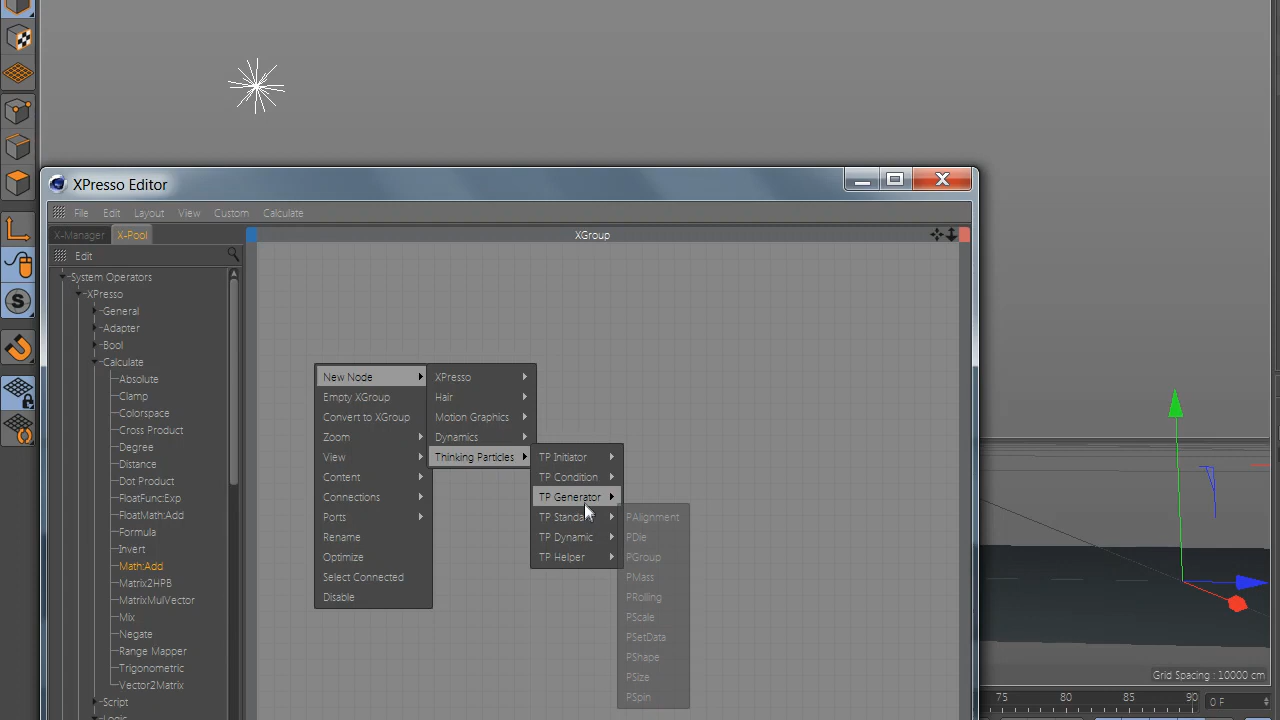 XPresso Editor
File Edit Layout View Custom Calculate
X-Manager X-Pool XGroup
Edit
System Operators
XPresso
General
Adapter
Bool
Calculate
Absolute
Clamp
Colorspace
Cross Product
Degree
Distance
Dot Product
FloatFunc:Exp
FloatMath:Add
Formula
Invert
Math:Add
Matrix2HPB
MatrixMulVector
Mix
Negate
Range Mapper
Trigonometric
Vector2Matrix
Script
Logic
New Node
Empty XGroup
Convert to XGroup
Zoom
View
Content
Connections
Ports
Rename
Optimize
Select Connected
Disable
XPresso
Hair
Motion Graphics
Dynamics
Thinking Particles
TP Initiator
TP Condition
TP Generator
TP Standa
TP Dynamic
TP Helper
PAlignment
PDie
PGroup
PMass
PRolling
PScale
PSetData
PShape
PSize
PSpin
Grid Spacing : 10000 cm
75 80 85 90 0 F